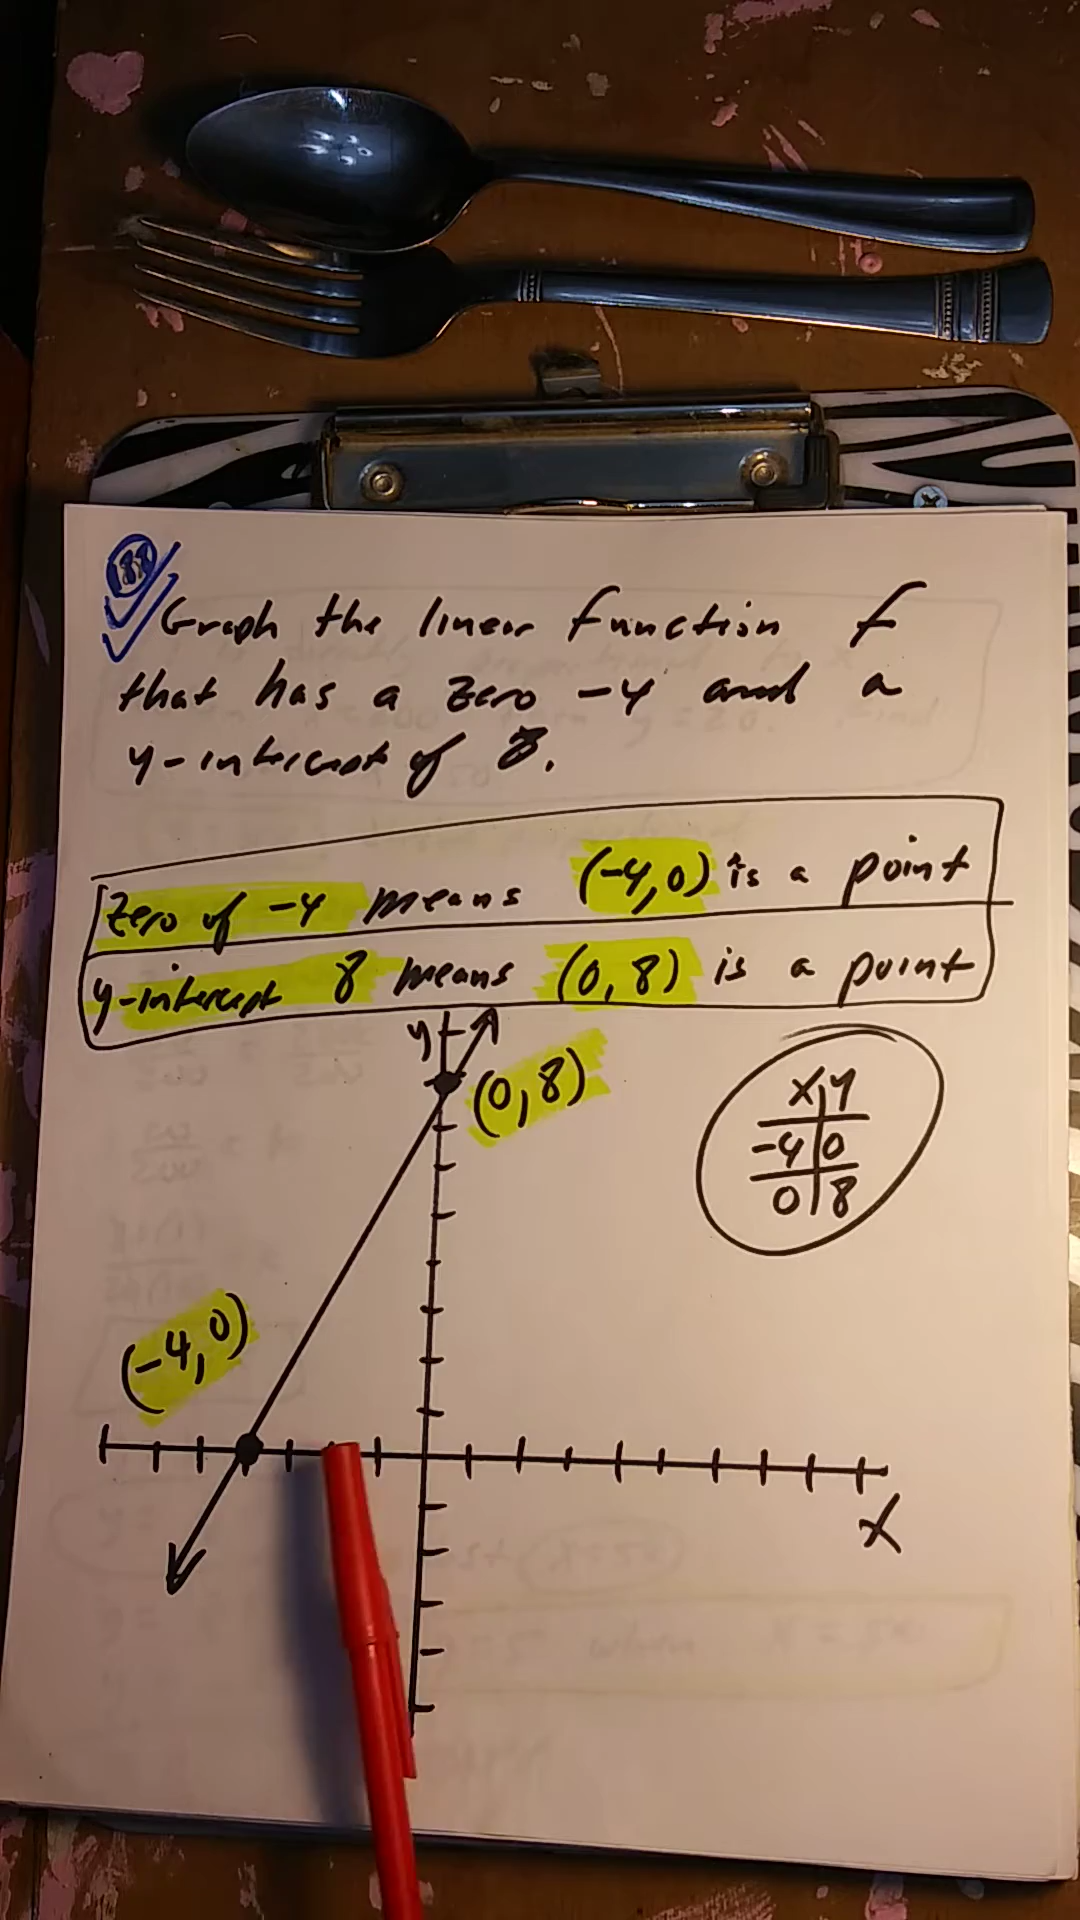 188
Graph the linear function f
that has a zero -4 and a
y-intercept of 8.
Zero of -4 means (-4,0) is a point
y-intercept 8 means (0,8) is a point
y
(0,8)
x y
-4 0
0 8
(-4,0)
X